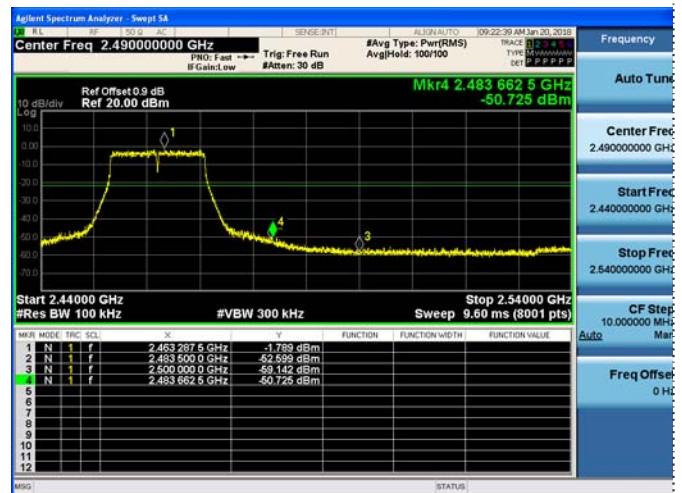 Agilent Spectrum Analyzer - Swept SA
RL RF 50 Ω AC SENSE:INT ALIGN AUTO 09:22:39 AM Jan 20, 2018
Center Freq 2.490000000 GHz
PNO: Fast
IFGain:Low
Trig: Free Run
#Atten: 30 dB
#Avg Type: Pwr(RMS)
Avg|Hold: 100/100
TRACE 1 2 3 4 5 6
TYPE
DET P P P P P P
Ref Offset 0.9 dB
Ref 20.00 dBm
10 dB/div
Log
Mkr4 2.483 662 5 GHz
-50.725 dBm
10.0
0.00
-10.0
-20.0
-30.0
-40.0
-50.0
-60.0
-70.0
1
4
3
Start 2.44000 GHz
Stop 2.54000 GHz
#Res BW 100 kHz #VBW 300 kHz Sweep 9.60 ms (8001 pts)
MKR MODE TRC SCL X Y FUNCTION FUNCTION WIDTH FUNCTION VALUE
1 N 1 f 2.463 287 5 GHz -1.789 dBm
2 N 1 f 2.483 500 0 GHz -52.599 dBm
3 N 1 f 2.500 000 0 GHz -59.142 dBm
4 N 1 f 2.483 662 5 GHz -50.725 dBm
5
6
7
8
9
10
11
12
MSG STATUS
Frequency
Auto Tune
Center Freq
2.490000000 GHz
Start Freq
2.440000000 GHz
Stop Freq
2.540000000 GHz
CF Step
10.000000 MHz
Auto Man
Freq Offset
0 Hz